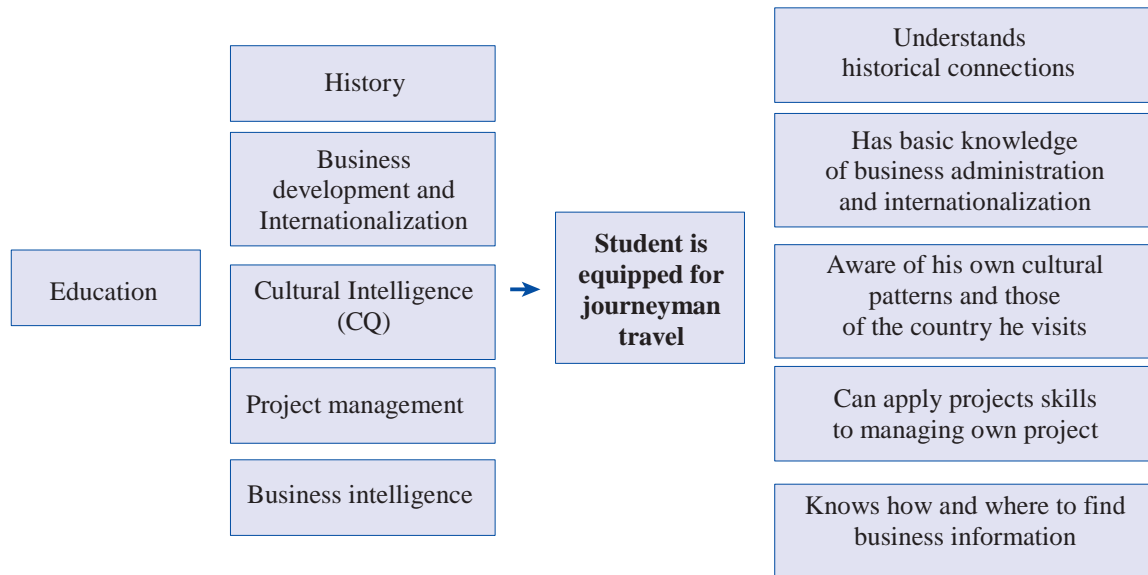 Education
History
Business
development and
Internationalization
Cultural Intelligence
(CQ)
Project management
Business intelligence
Student is
equipped for
journeyman
travel
Understands
historical connections
Has basic knowledge
of business administration
and internationalization
Aware of his own cultural
patterns and those
of the country he visits
Can apply projects skills
to managing own project
Knows how and where to find
business information